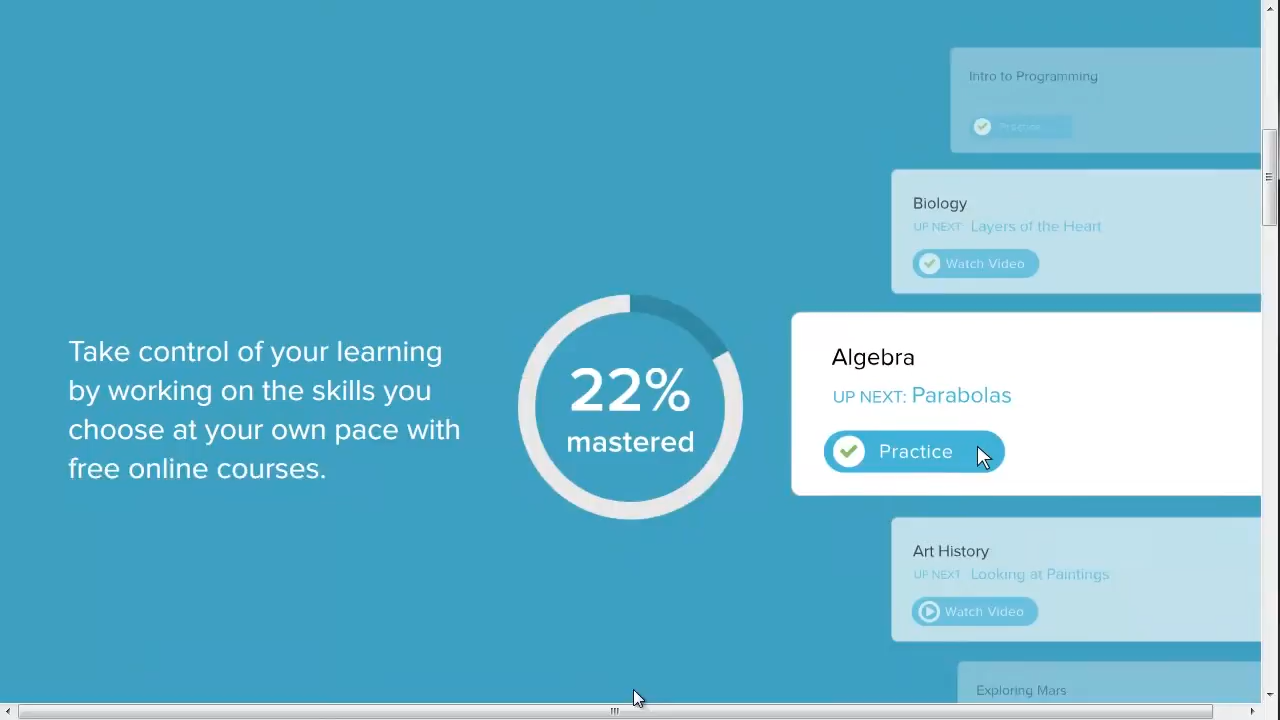 Intro to Programming
Practice
Biology
UP NEXT Layers of the Heart
Watch Video
Take control of your learning
by working on the skills you
choose at your own pace with
free online courses.
22%
mastered
Algebra
UP NEXT: Parabolas
Practice
Art History
UP NEXT Looking at Paintings
Watch Video
Exploring Mars